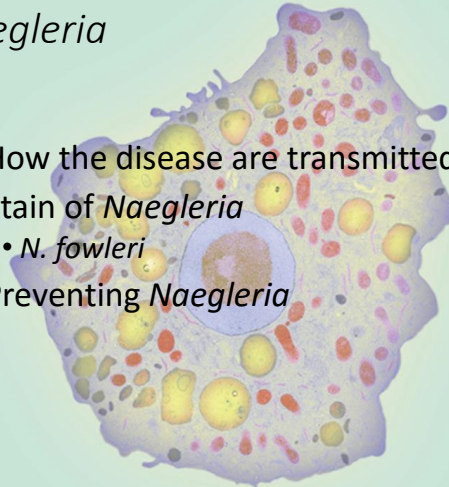 egleria
How the disease are transmitted
tain of Naegleria
• N. fowleri
Preventing Naegleria